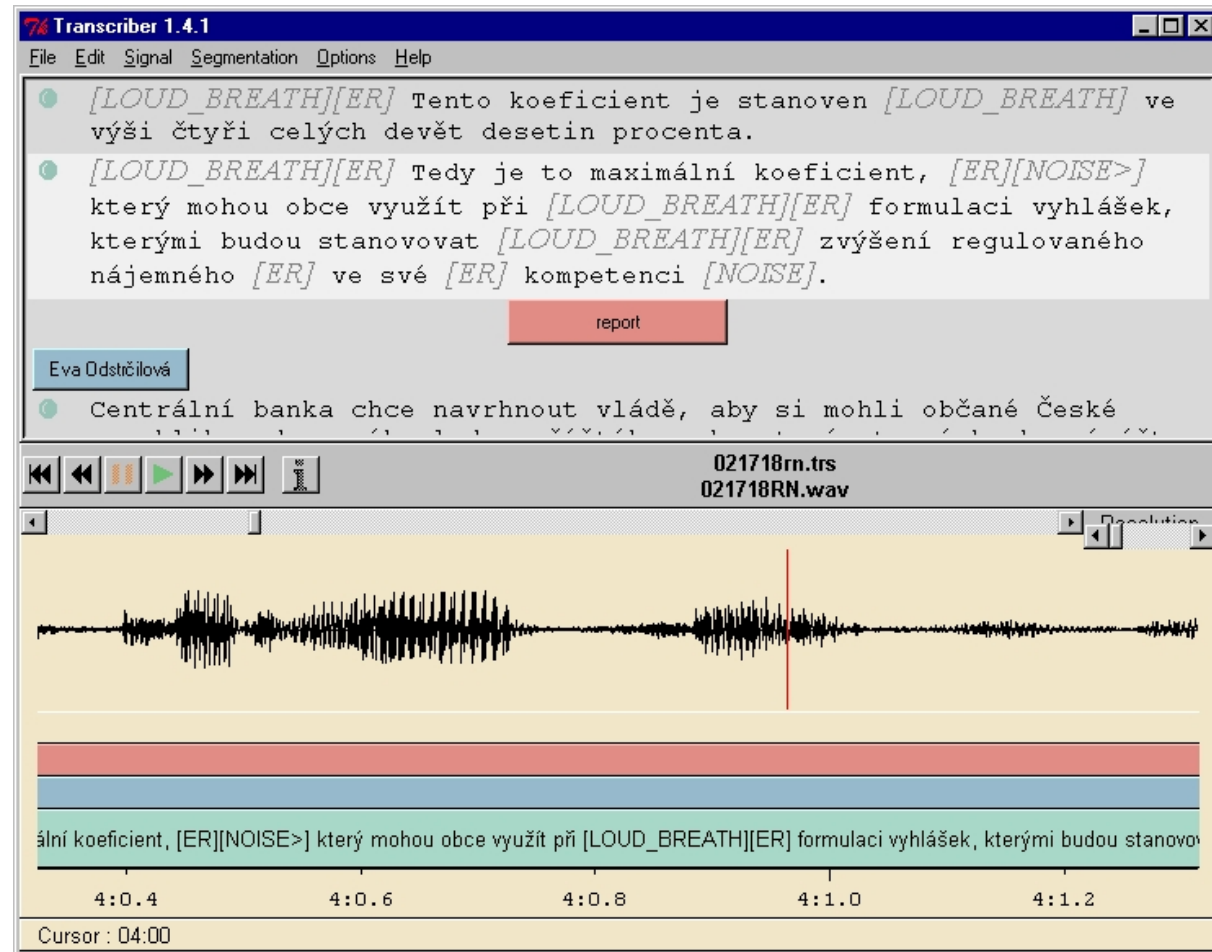 Transcriber 1.4.1
File Edit Signal Segmentation Options Help
[LOUD_BREATH][ER] Tento koeficient je stanoven [LOUD_BREATH] ve
výši čtyři celých devět desetin procenta.
[LOUD_BREATH][ER] Tedy je to maximální koeficient, [ER][NOISE>]
který mohou obce využít při [LOUD_BREATH][ER] formulaci vyhlášek,
kterými budou stanovovat [LOUD_BREATH][ER] zvýšení regulovaného
nájemného [ER] ve své [ER] kompetenci [NOISE].
report
Eva Odstrčilová
Centrální banka chce navrhnout vládě, aby si mohli občané České
021718rn.trs
021718RN.wav
Resolution
ální koeficient, [ER][NOISE>] který mohou obce využít při [LOUD_BREATH][ER] formulaci vyhlášek, kterými budou stanovov
4:0.4 4:0.6 4:0.8 4:1.0 4:1.2
Cursor : 04:00